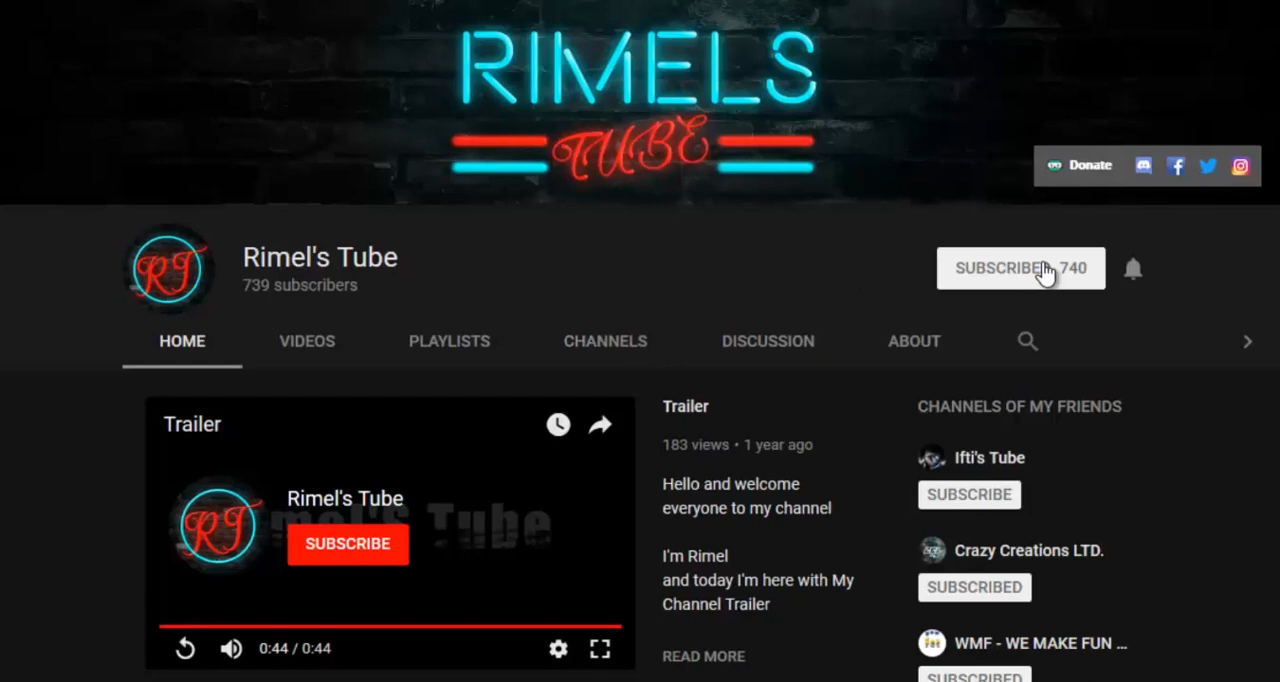 RIMELS
TUBE
Donate
Rimel's Tube
739 subscribers
SUBSCRIBED 740
HOME
VIDEOS
PLAYLISTS
CHANNELS
DISCUSSION
ABOUT
Trailer
Rimel's Tube
SUBSCRIBE
0:44 / 0:44
Trailer
183 views • 1 year ago
Hello and welcome
everyone to my channel
I'm Rimel
and today I'm here with My
Channel Trailer
READ MORE
CHANNELS OF MY FRIENDS
Ifti's Tube
SUBSCRIBE
Crazy Creations LTD.
SUBSCRIBED
WMF - WE MAKE FUN ...
SUBSCRIBED